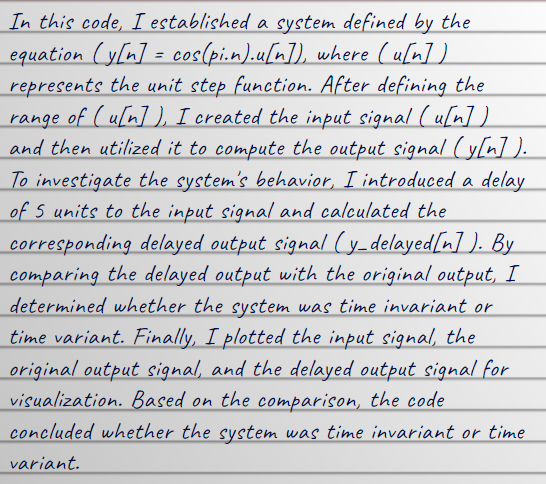 In this code, I established a system defined by the
equation ( y[n] = cos(pi.n).u[n]), where ( u[n] )
represents the unit step function. After defining the
range of ( u[n] ), I created the input signal ( u[n] )
and then utilized it to compute the output signal ( y[n] ).
To investigate the system's behavior, I introduced a delay
of 5 units to the input signal and calculated the
corresponding delayed output signal ( y_delayed[n] ). By
comparing the delayed output with the original output, I
determined whether the system was time invariant or
time variant. Finally, I plotted the input signal, the
original output signal, and the delayed output signal for
visualization. Based on the comparison, the code
concluded whether the system was time invariant or time
variant.